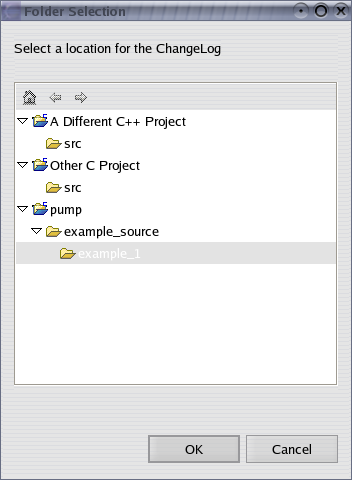 Folder Selection
Select a location for the ChangeLog
A Different C++ Project
src
Other C Project
src
pump
example_source
example_1
OK
Cancel